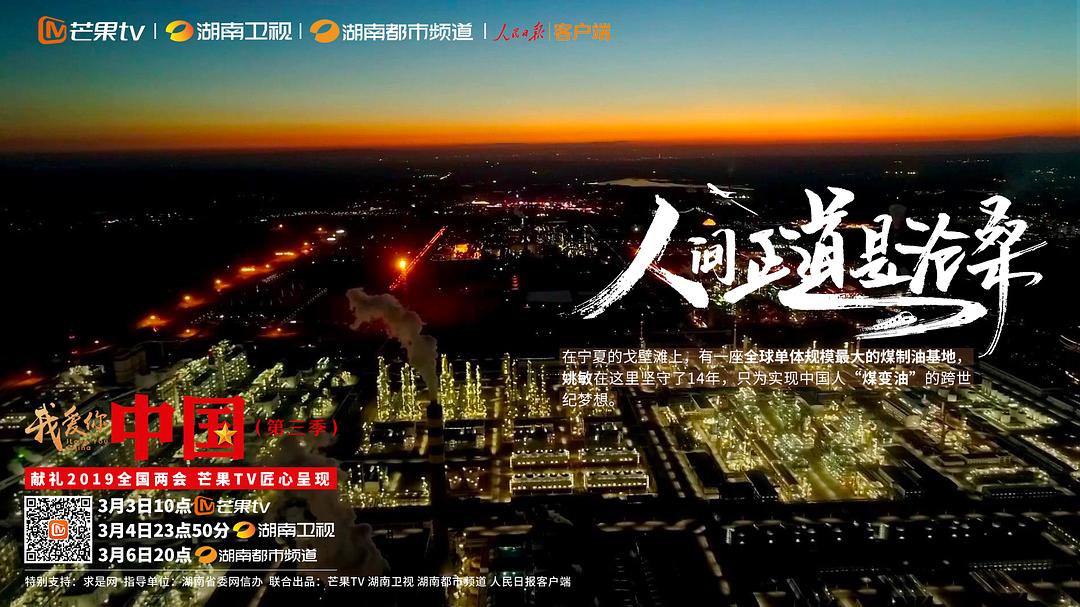 芒果tv 湖南卫视 湖南都市频道 人民日报 客户端
人间正道是沧桑
在宁夏的戈壁滩上，有一座全球单体规模最大的煤制油基地，
姚敏在这里坚守了14年，只为实现中国人“煤变油”的跨世
纪梦想。
我爱你中国（第三季）
献礼2019全国两会 芒果TV匠心呈现
3月3日10点 芒果tv
3月4日23点50分 湖南卫视
3月6日20点 湖南都市频道
特别支持：求是网 指导单位：湖南省委网信办 联合出品：芒果TV 湖南卫视 湖南都市频道 人民日报客户端